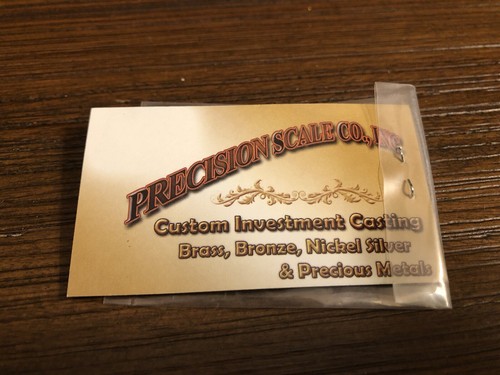 PRECISION SCALE CO., INC.
Custom Investment Casting
Brass, Bronze, Nickel Silver
& Precious Metals